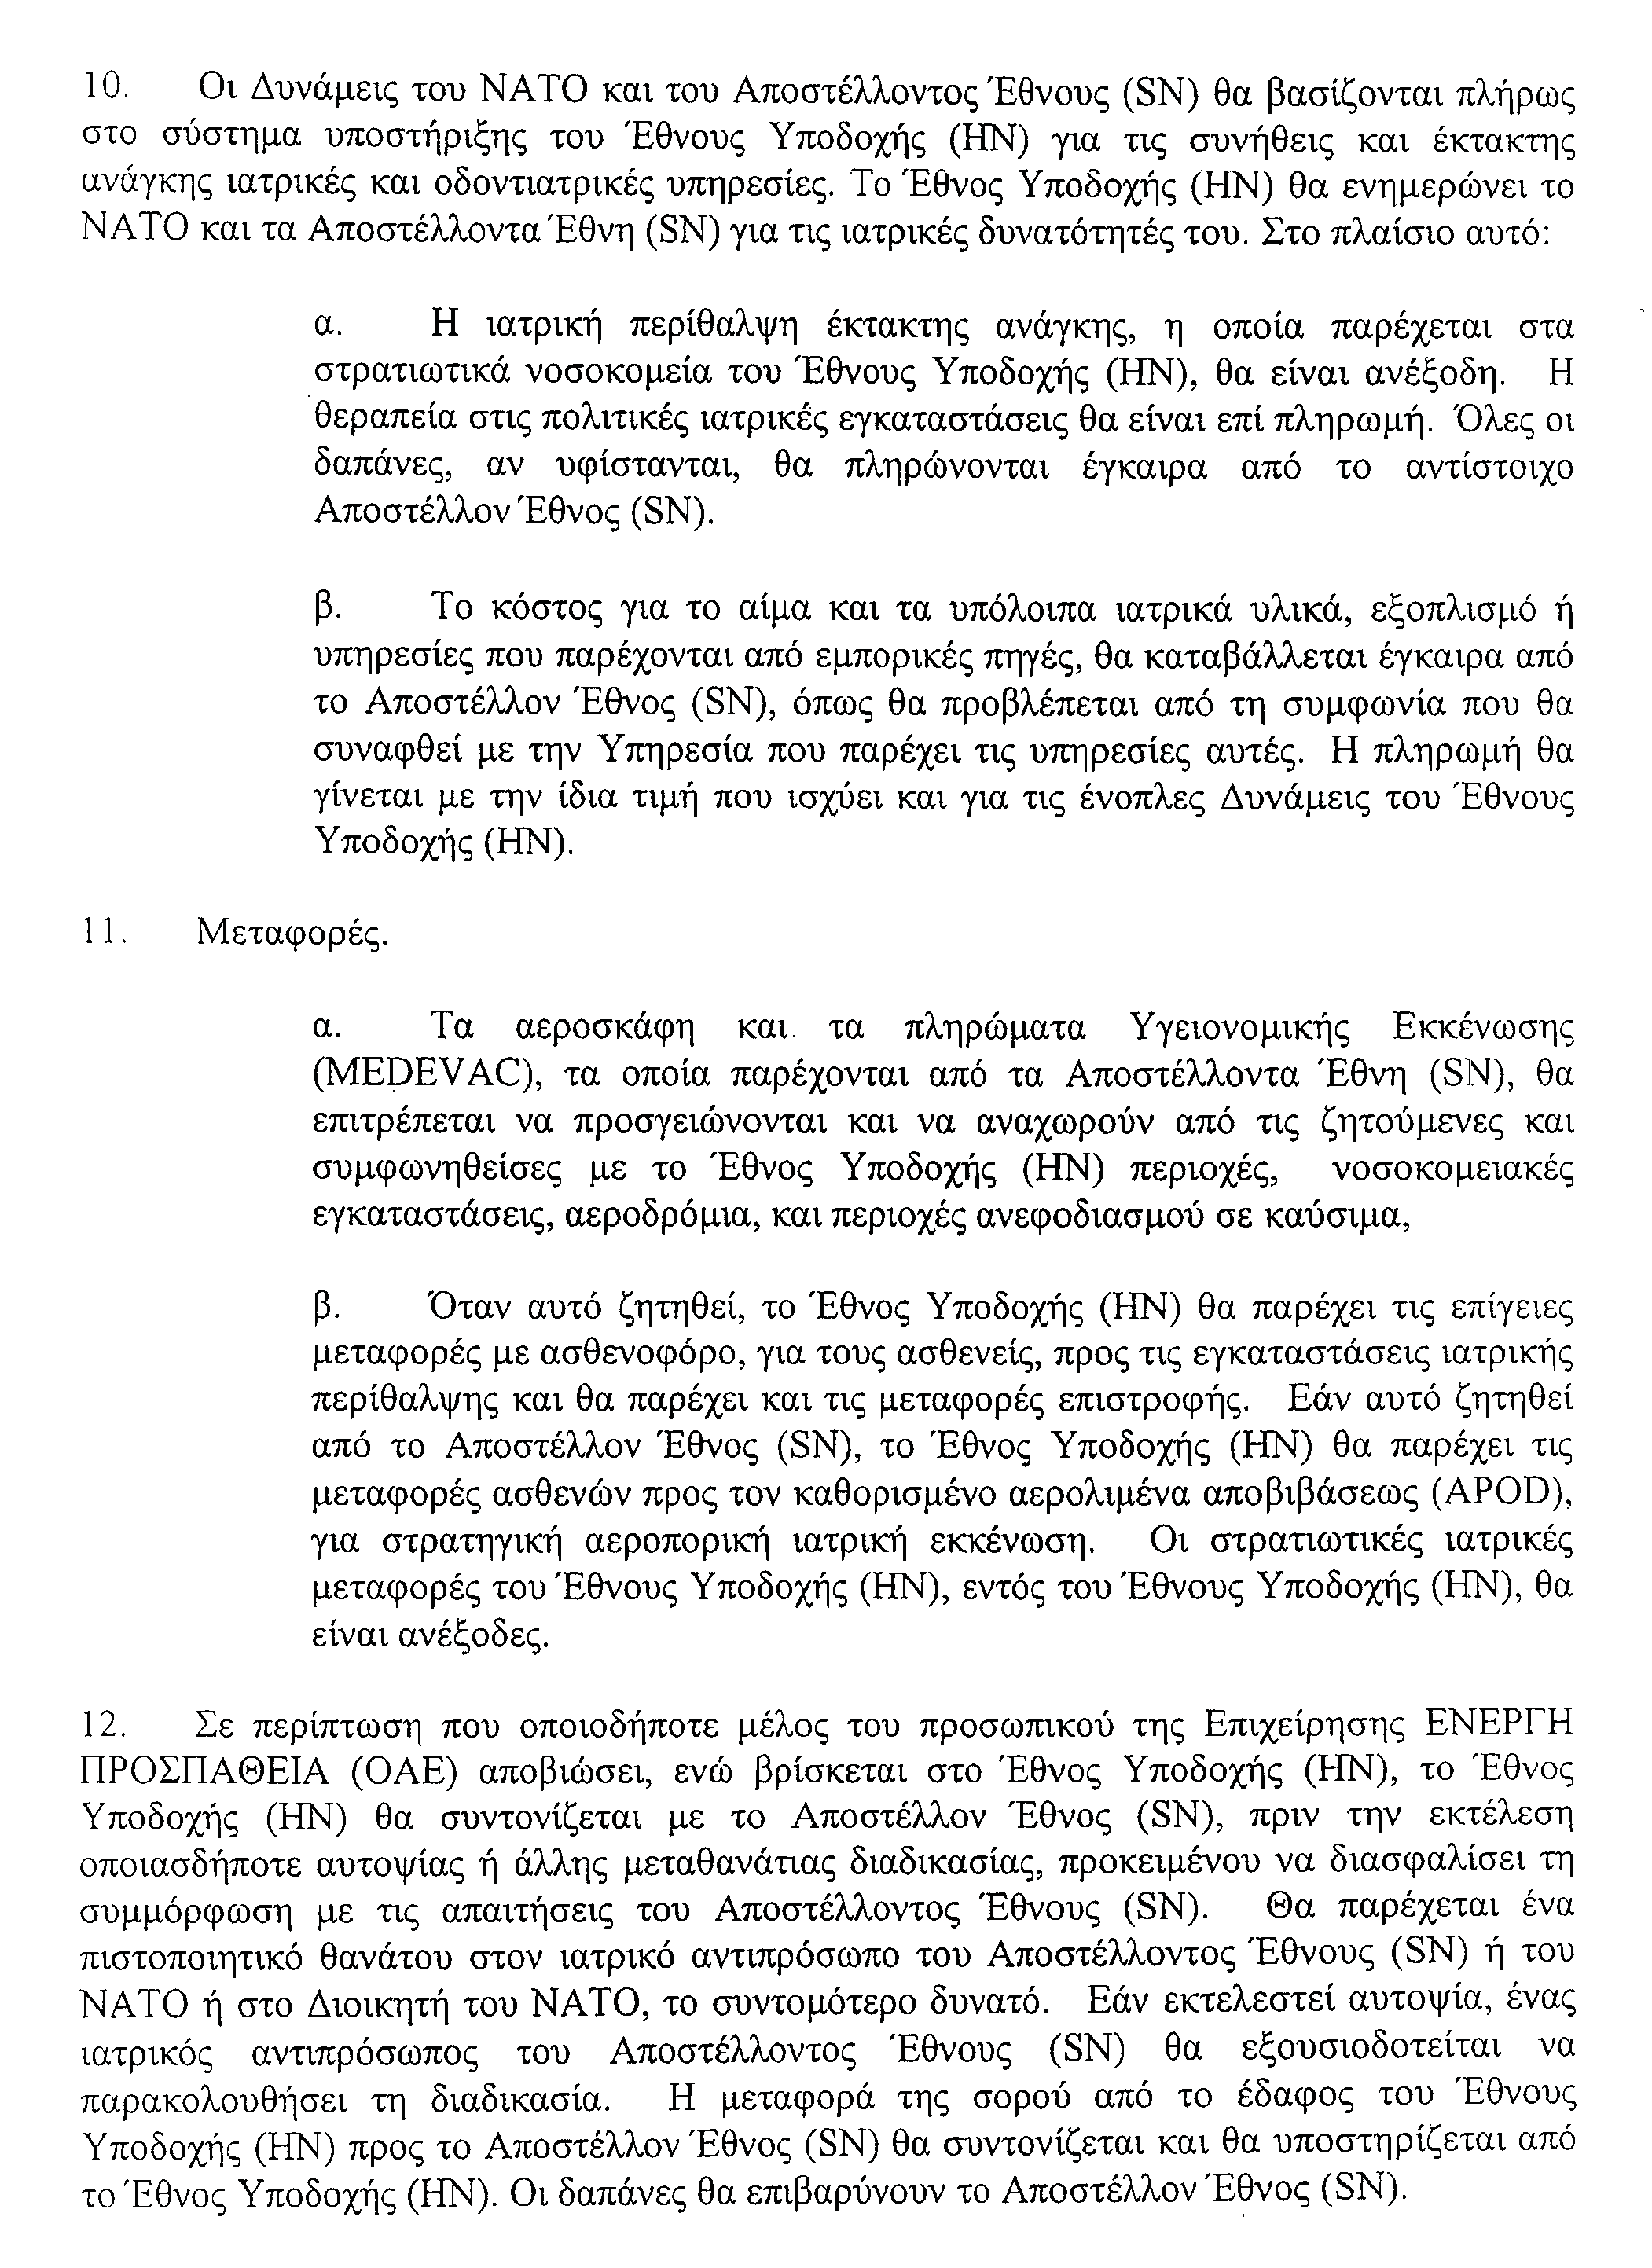 10. Οι Δυνάμεις του ΝΑΤΟ και του Αποστέλλοντος Έθνους (SN) θα βασίζονται πλήρως
στο σύστημα υποστήριξης του Έθνους Υποδοχής (HN) για τις συνήθεις και έκτακτης
ανάγκης ιατρικές και οδοντιατρικές υπηρεσίες. Το Έθνος Υποδοχής (HN) θα ενημερώνει το
ΝΑΤΟ και τα Αποστέλλοντα Έθνη (SN) για τις ιατρικές δυνατότητές του. Στο πλαίσιο αυτό:
α. Η ιατρική περίθαλψη έκτακτης ανάγκης, η οποία παρέχεται στα
στρατιωτικά νοσοκομεία του Έθνους Υποδοχής (HN), θα είναι ανέξοδη. Η
θεραπεία στις πολιτικές ιατρικές εγκαταστάσεις θα είναι επί πληρωμή. Όλες οι
δαπάνες, αν υφίστανται, θα πληρώνονται έγκαιρα από το αντίστοιχο
Αποστέλλον Έθνος (SN).
β. Το κόστος για το αίμα και τα υπόλοιπα ιατρικά υλικά, εξοπλισμό ή
υπηρεσίες που παρέχονται από εμπορικές πηγές, θα καταβάλλεται έγκαιρα από
το Αποστέλλον Έθνος (SN), όπως θα προβλέπεται από τη συμφωνία που θα
συναφθεί με την Υπηρεσία που παρέχει τις υπηρεσίες αυτές. Η πληρωμή θα
γίνεται με την ίδια τιμή που ισχύει και για τις ένοπλες Δυνάμεις του Έθνους
Υποδοχής (HN).
11. Μεταφορές.
α. Τα αεροσκάφη και τα πληρώματα Υγειονομικής Εκκένωσης
(MEDEVAC), τα οποία παρέχονται από τα Αποστέλλοντα Έθνη (SN), θα
επιτρέπεται να προσγειώνονται και να αναχωρούν από τις ζητούμενες και
συμφωνηθείσες με το Έθνος Υποδοχής (HN) περιοχές, νοσοκομειακές
εγκαταστάσεις, αεροδρόμια, και περιοχές ανεφοδιασμού σε καύσιμα,
β. Όταν αυτό ζητηθεί, το Έθνος Υποδοχής (HN) θα παρέχει τις επίγειες
μεταφορές με ασθενοφόρο, για τους ασθενείς, προς τις εγκαταστάσεις ιατρικής
περίθαλψης και θα παρέχει και τις μεταφορές επιστροφής. Εάν αυτό ζητηθεί
από το Αποστέλλον Έθνος (SN), το Έθνος Υποδοχής (HN) θα παρέχει τις
μεταφορές ασθενών προς τον καθορισμένο αερολιμένα αποβιβάσεως (APOD),
για στρατηγική αεροπορική ιατρική εκκένωση. Οι στρατιωτικές ιατρικές
μεταφορές του Έθνους Υποδοχής (HN), εντός του Έθνους Υποδοχής (HN), θα
είναι ανέξοδες.
12. Σε περίπτωση που οποιοδήποτε μέλος του προσωπικού της Επιχείρησης ΕΝΕΡΓΗ
ΠΡΟΣΠΑΘΕΙΑ (OAE) αποβιώσει, ενώ βρίσκεται στο Έθνος Υποδοχής (HN), το Έθνος
Υποδοχής (HN) θα συντονίζεται με το Αποστέλλον Έθνος (SN), πριν την εκτέλεση
οποιασδήποτε αυτοψίας ή άλλης μεταθανάτιας διαδικασίας, προκειμένου να διασφαλίσει τη
συμμόρφωση με τις απαιτήσεις του Αποστέλλοντος Έθνους (SN). Θα παρέχεται ένα
πιστοποιητικό θανάτου στον ιατρικό αντιπρόσωπο του Αποστέλλοντος Έθνους (SN) ή του
ΝΑΤΟ ή στο Διοικητή του ΝΑΤΟ, το συντομότερο δυνατό. Εάν εκτελεστεί αυτοψία, ένας
ιατρικός αντιπρόσωπος του Αποστέλλοντος Έθνους (SN) θα εξουσιοδοτείται να
παρακολουθήσει τη διαδικασία. Η μεταφορά της σορού από το έδαφος του Έθνους
Υποδοχής (HN) προς το Αποστέλλον Έθνος (SN) θα συντονίζεται και θα υποστηρίζεται από
το Έθνος Υποδοχής (HN). Οι δαπάνες θα επιβαρύνουν το Αποστέλλον Έθνος (SN).